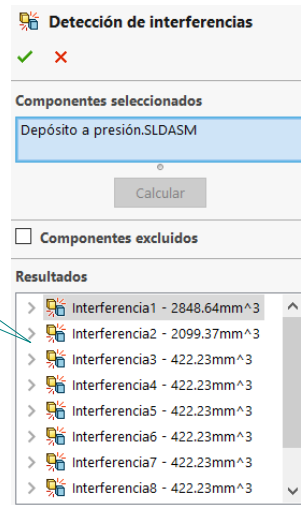 Detección de interferencias
Componentes seleccionados
Depósito a presión.SLDASM
Calcular
Componentes excluidos
Resultados
Interferencia1 - 2848.64mm^3
Interferencia2 - 2099.37mm^3
Interferencia3 - 422.23mm^3
Interferencia4 - 422.23mm^3
Interferencia5 - 422.23mm^3
Interferencia6 - 422.23mm^3
Interferencia7 - 422.23mm^3
Interferencia8 - 422.23mm^3